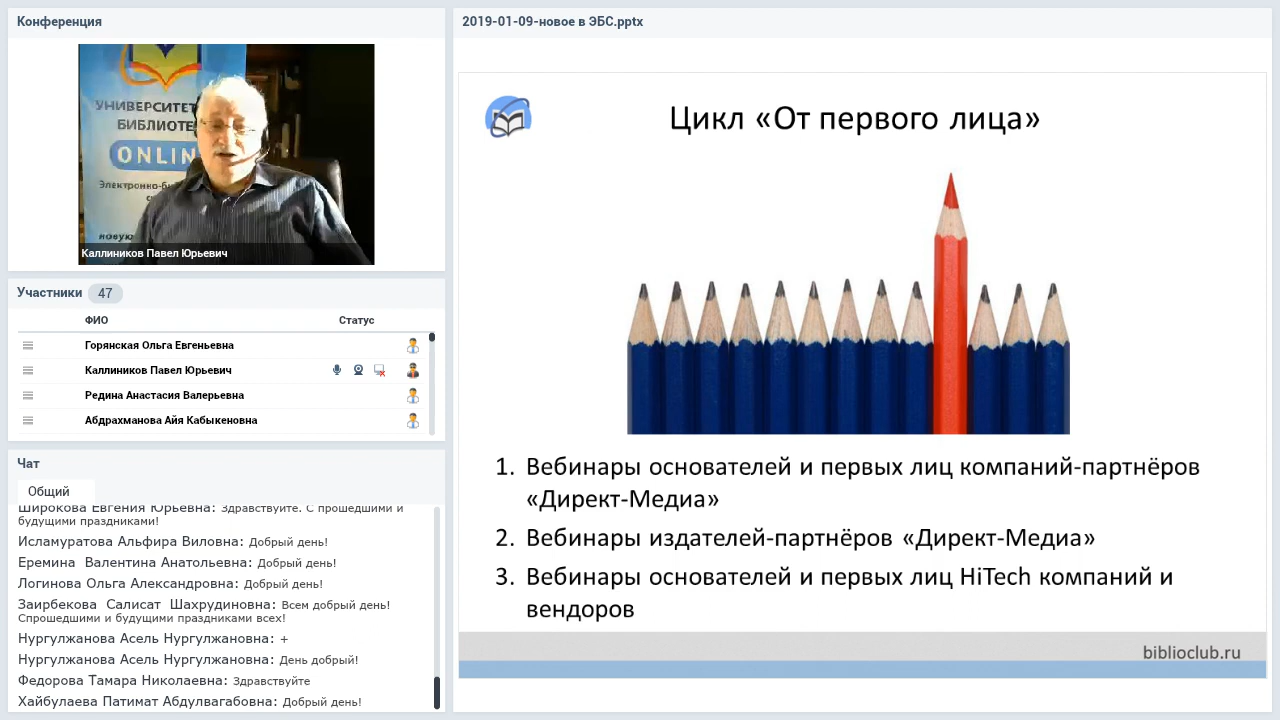 Конференция
УНИВЕРСИТЕТ
БИБЛИОТЕ
ONLIN
новую
Каллиников Павел Юрьевич
Участники 47
ФИО Статус
Горянская Ольга Евгеньевна
Каллиников Павел Юрьевич
Редина Анастасия Валерьевна
Абдрахманова Айя Кабыкеновна
Чат
Общий
Широкова Евгения Юрьевна: Здравствуйте. С прошедшими и
будущими праздниками!
Исламуратова Альфира Виловна: Добрый день!
Еремина Валентина Анатольевна: Добрый день!
Логинова Ольга Александровна: Добрый день!
Заирбекова Салисат Шахрудиновна: Всем добрый день!
Спрошедшими и будущими праздниками всех!
Нургулжанова Асель Нургулжановна: +
Нургулжанова Асель Нургулжановна: День добрый!
Федорова Тамара Николаевна: Здравствуйте
Хайбулаева Патимат Абдулвагабовна: Добрый день!
2019-01-09-новое в ЭБС.pptx
Цикл «От первого лица»
1. Вебинары основателей и первых лиц компаний-партнёров
«Директ-Медиа»
2. Вебинары издателей-партнёров «Директ-Медиа»
3. Вебинары основателей и первых лиц HiTech компаний и
вендоров
biblioclub.ru